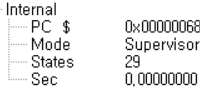 Internal
PC $ 0x00000068
Mode Supervisor
States 29
Sec 0,00000000